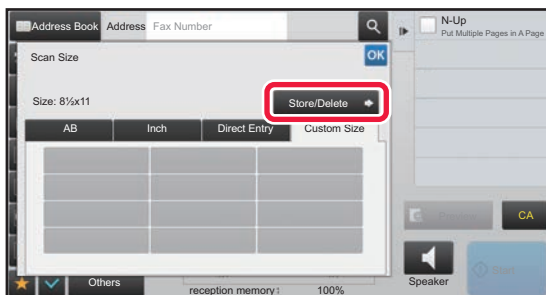 Address Book Address Fax Number
N-Up
Put Multiple Pages in A Page
Scan Size
OK
Size: 8½x11
Store/Delete
AB Inch Direct Entry Custom Size
CA
Others
reception memory: 100%
Speaker
Start